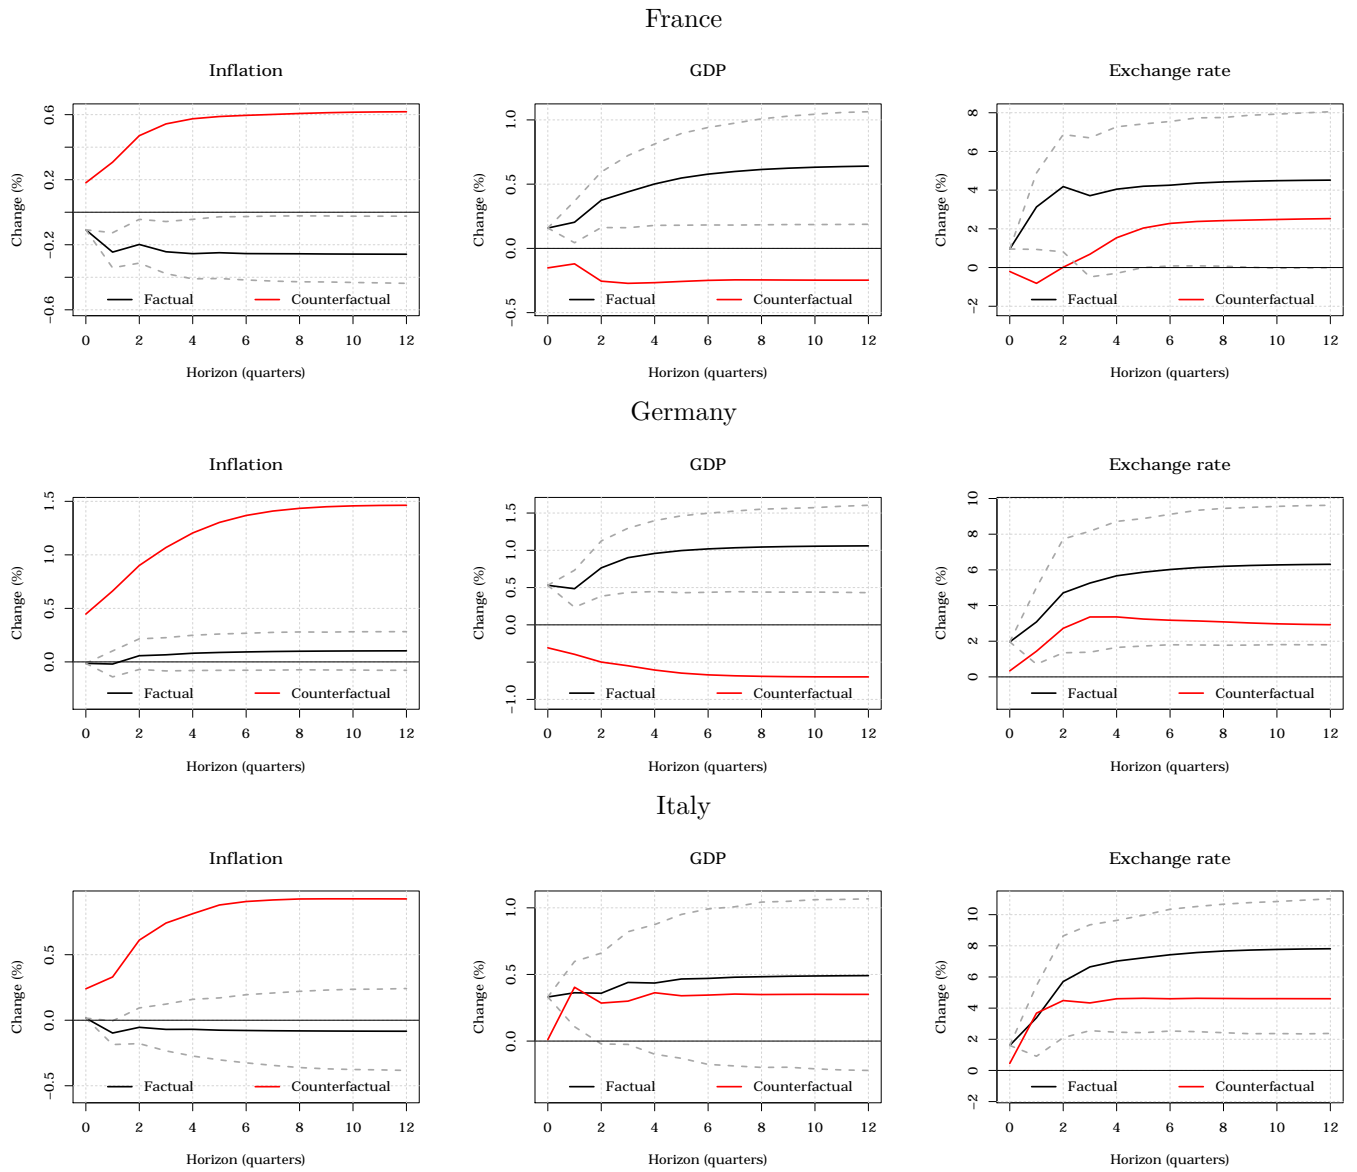 France
Inflation
GDP
Exchange rate
Change (%)
0.6
0.2
−0.2
−0.6
Factual
Counterfactual
0 2 4 6 8 10 12
Horizon (quarters)
Change (%)
1.0
0.5
0.0
−0.5
Factual
Counterfactual
0 2 4 6 8 10 12
Horizon (quarters)
Change (%)
8
6
4
2
0
−2
Factual
Counterfactual
0 2 4 6 8 10 12
Horizon (quarters)
Germany
Inflation
GDP
Exchange rate
Change (%)
1.5
1.0
0.5
0.0
Factual
Counterfactual
0 2 4 6 8 10 12
Horizon (quarters)
Change (%)
1.5
1.0
0.5
0.0
−1.0
Factual
Counterfactual
0 2 4 6 8 10 12
Horizon (quarters)
Change (%)
10
8
6
4
2
0
Factual
Counterfactual
0 2 4 6 8 10 12
Horizon (quarters)
Italy
Inflation
GDP
Exchange rate
Change (%)
0.5
0.0
−0.5
Factual
Counterfactual
0 2 4 6 8 10 12
Horizon (quarters)
Change (%)
1.0
0.5
0.0
Factual
Counterfactual
0 2 4 6 8 10 12
Horizon (quarters)
Change (%)
10
8
6
4
2
0
−2
Factual
Counterfactual
0 2 4 6 8 10 12
Horizon (quarters)